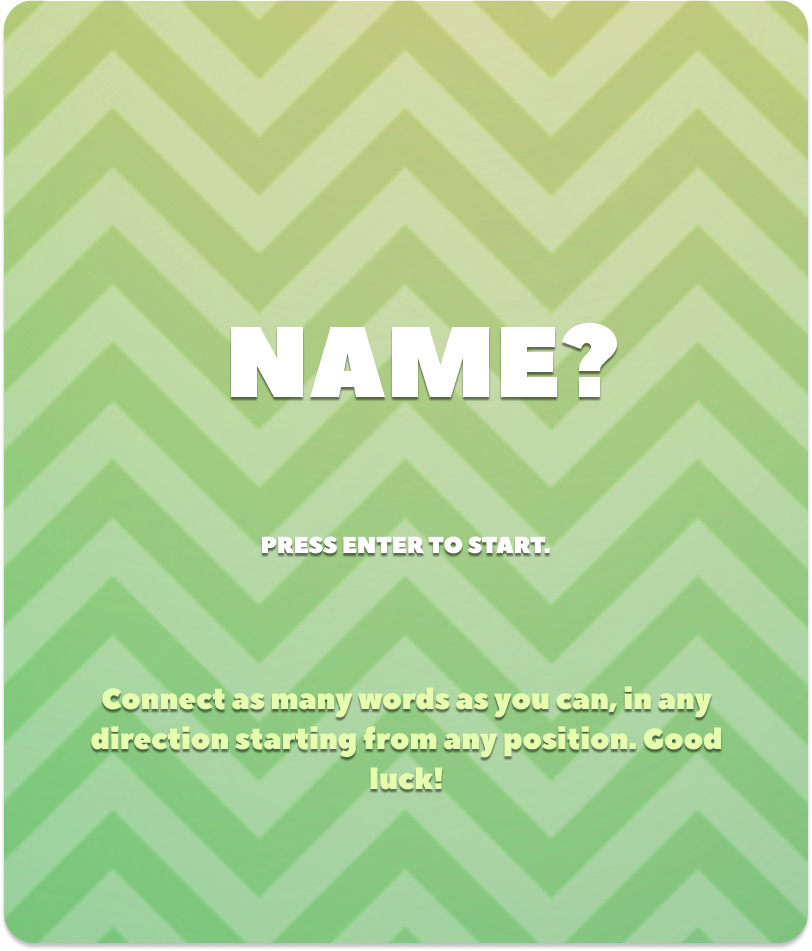 NAME?
PRESS ENTER TO START.
Connect as many words as you can, in any
direction starting from any position. Good
luck!